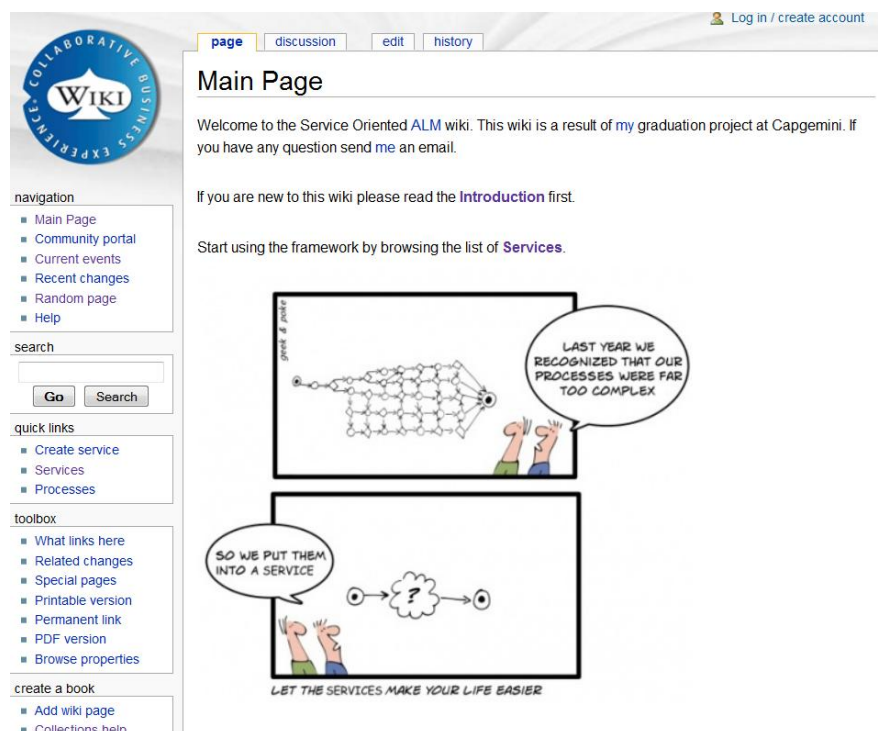 Log in / create account
COLLABORATIVE BUSINESS EXPERIENCE.
WIKI
page
discussion
edit
history
Main Page
Welcome to the Service Oriented ALM wiki. This wiki is a result of my graduation project at Capgemini. If
you have any question send me an email.
If you are new to this wiki please read the Introduction first.
Start using the framework by browsing the list of Services.
navigation
Main Page
Community portal
Current events
Recent changes
Random page
Help
search
Go
Search
quick links
Create service
Services
Processes
toolbox
What links here
Related changes
Special pages
Printable version
Permanent link
PDF version
Browse properties
create a book
Add wiki page
Collections help
geek & poke
LAST YEAR WE
RECOGNIZED THAT OUR
PROCESSES WERE FAR
TOO COMPLEX
SO WE PUT THEM
INTO A SERVICE
?
LET THE SERVICES MAKE YOUR LIFE EASIER